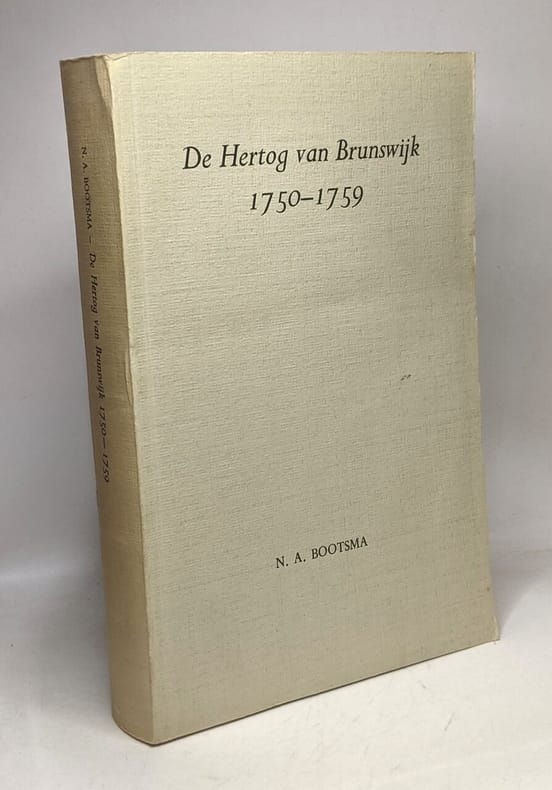 De Hertog van Brunswijk
1750–1759
N. A. BOOTSMA
N. A. BOOTSMA – De Hertog van Brunswijk 1750–1759